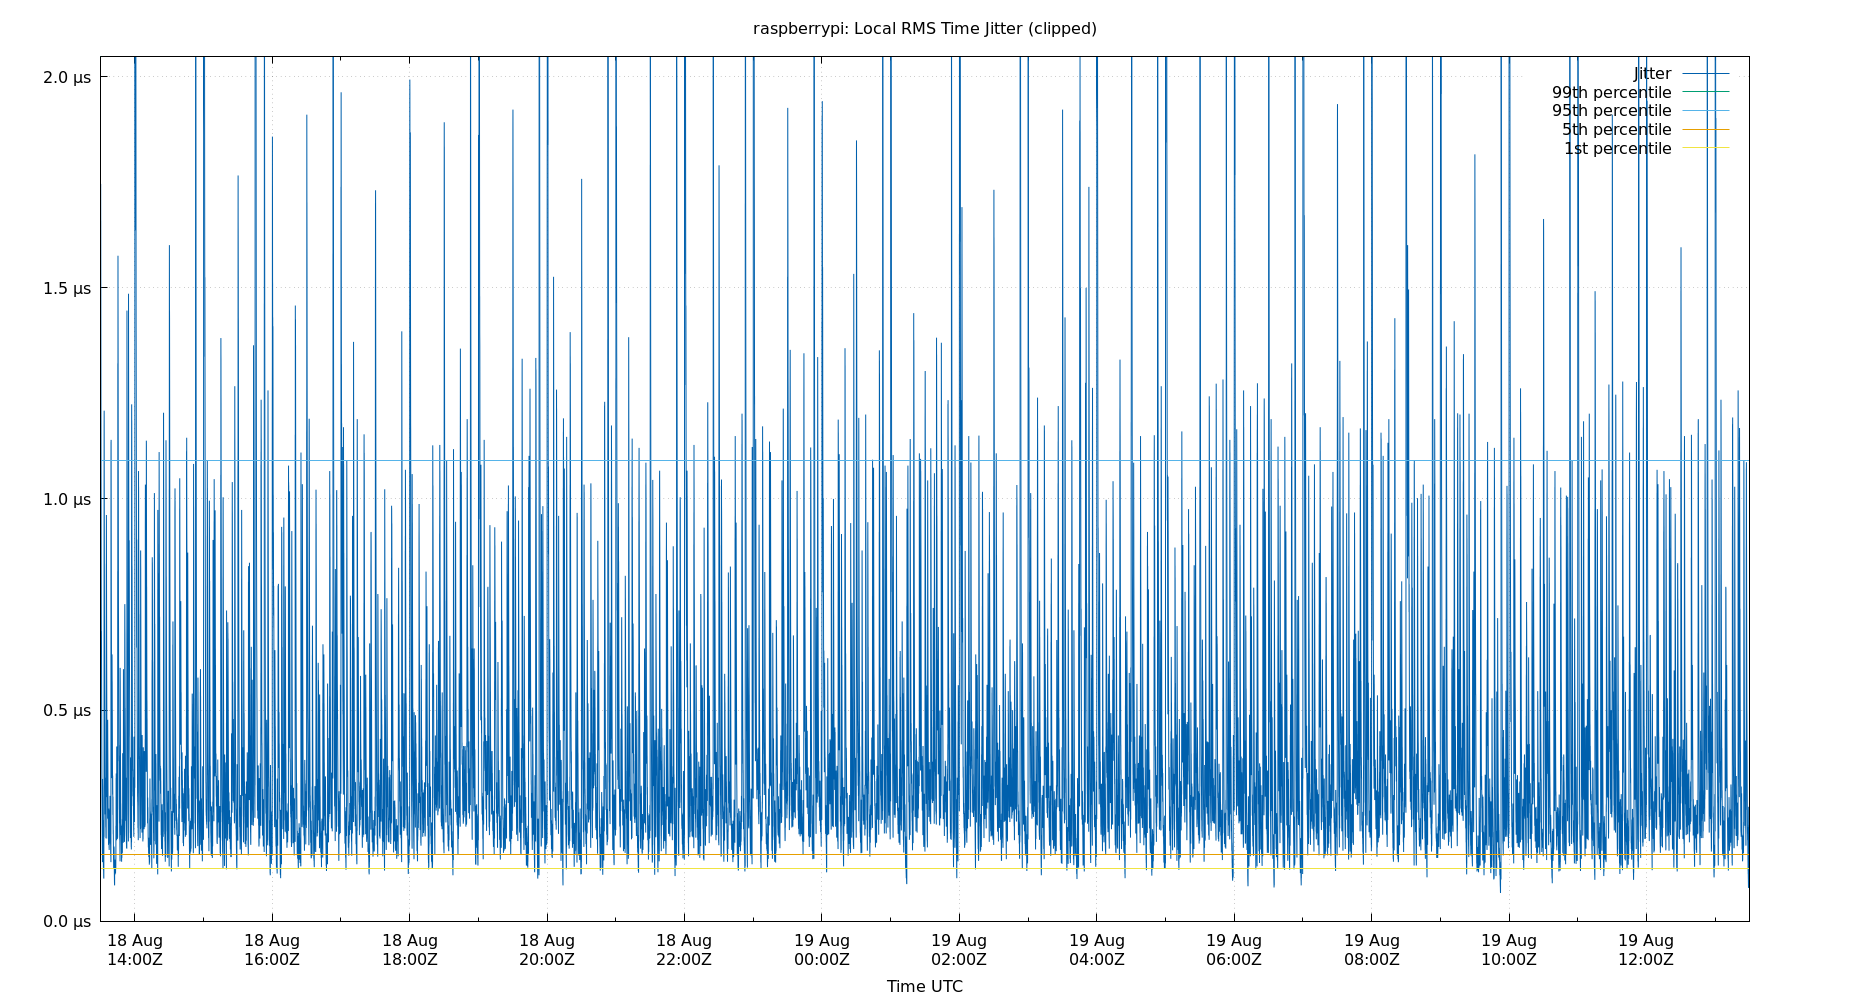 raspberrypi: Local RMS Time Jitter (clipped)
2.0 µs
1.5 µs
1.0 µs
0.5 µs
0.0 µs
Jitter
99th percentile
95th percentile
5th percentile
1st percentile
18 Aug 18 Aug 18 Aug 18 Aug 18 Aug 19 Aug 19 Aug 19 Aug 19 Aug 19 Aug 19 Aug 19 Aug
14:00Z 16:00Z 18:00Z 20:00Z 22:00Z 00:00Z 02:00Z 04:00Z 06:00Z 08:00Z 10:00Z 12:00Z
Time UTC